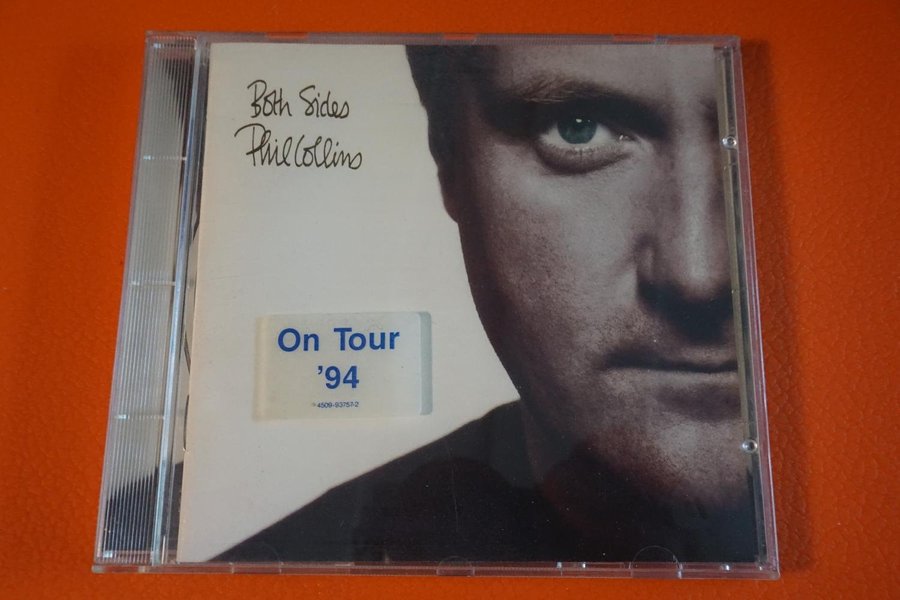 Both Sides
Phil Collins
On Tour
’94
4509-93757-2